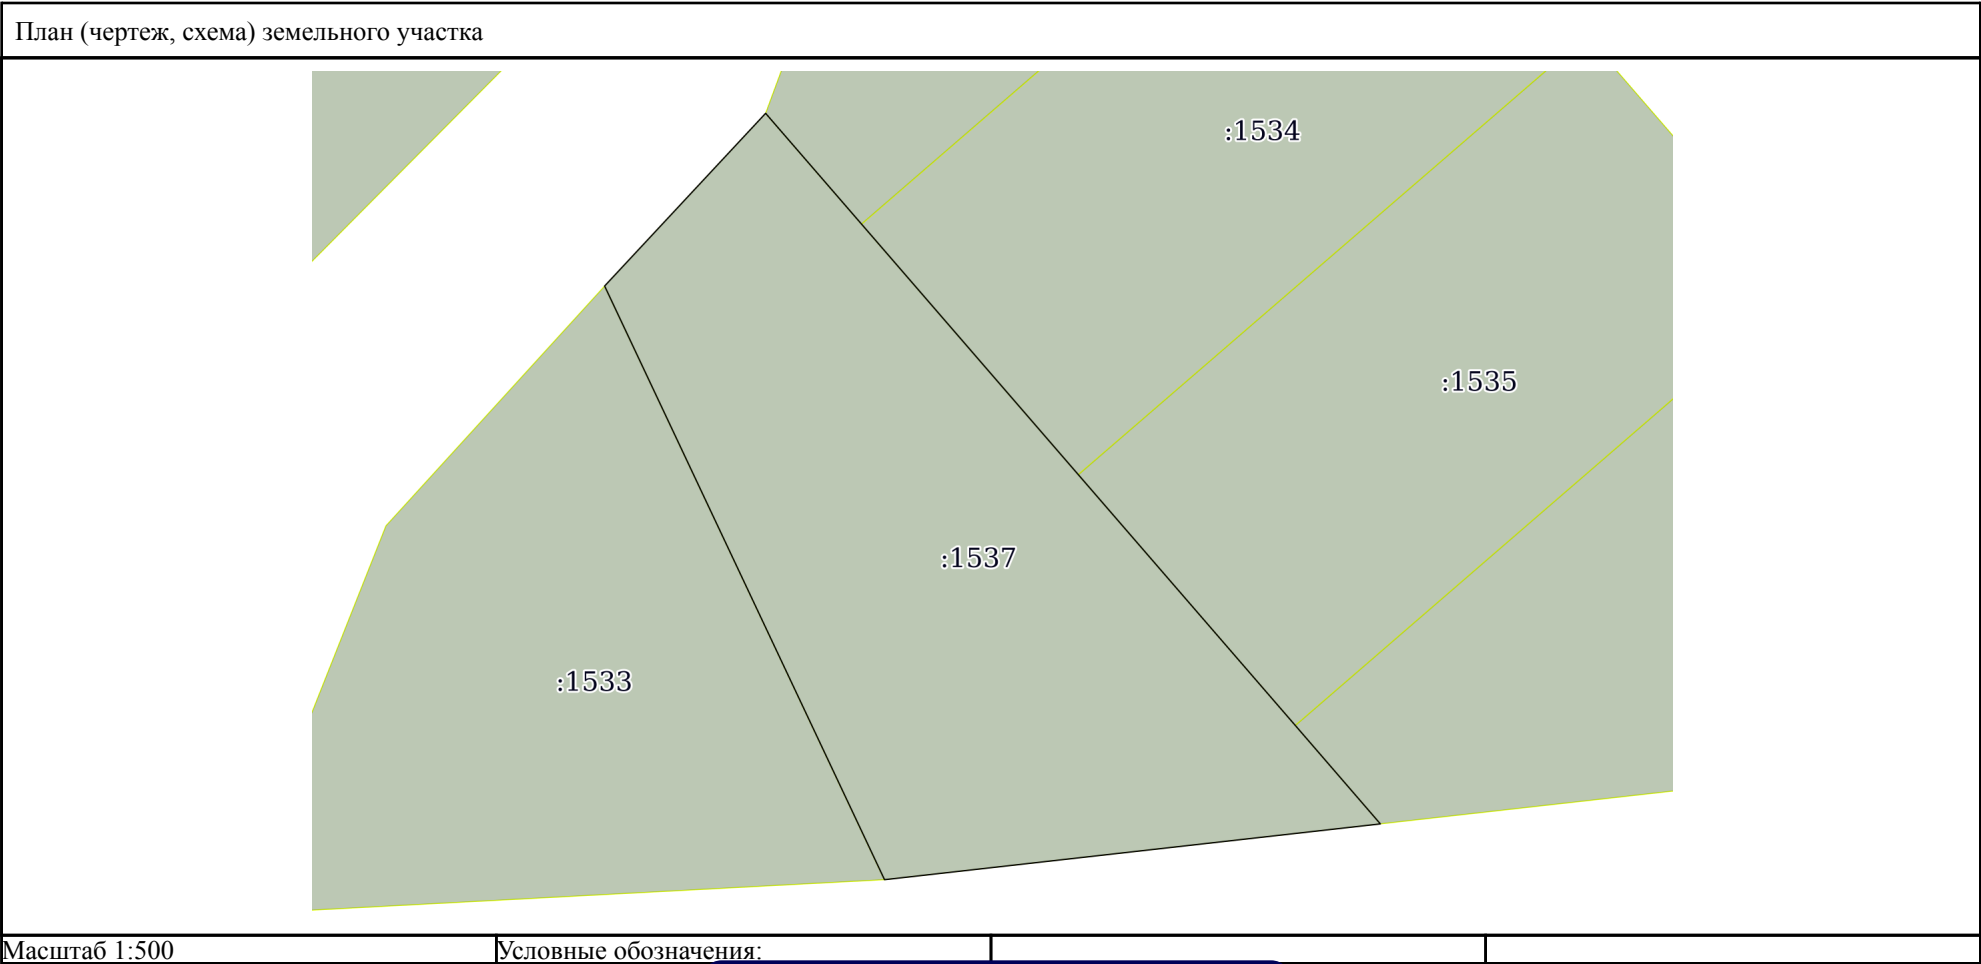 План (чертеж, схема) земельного участка
:1534
:1535
:1537
:1533
Масштаб 1:500
Условные обозначения: